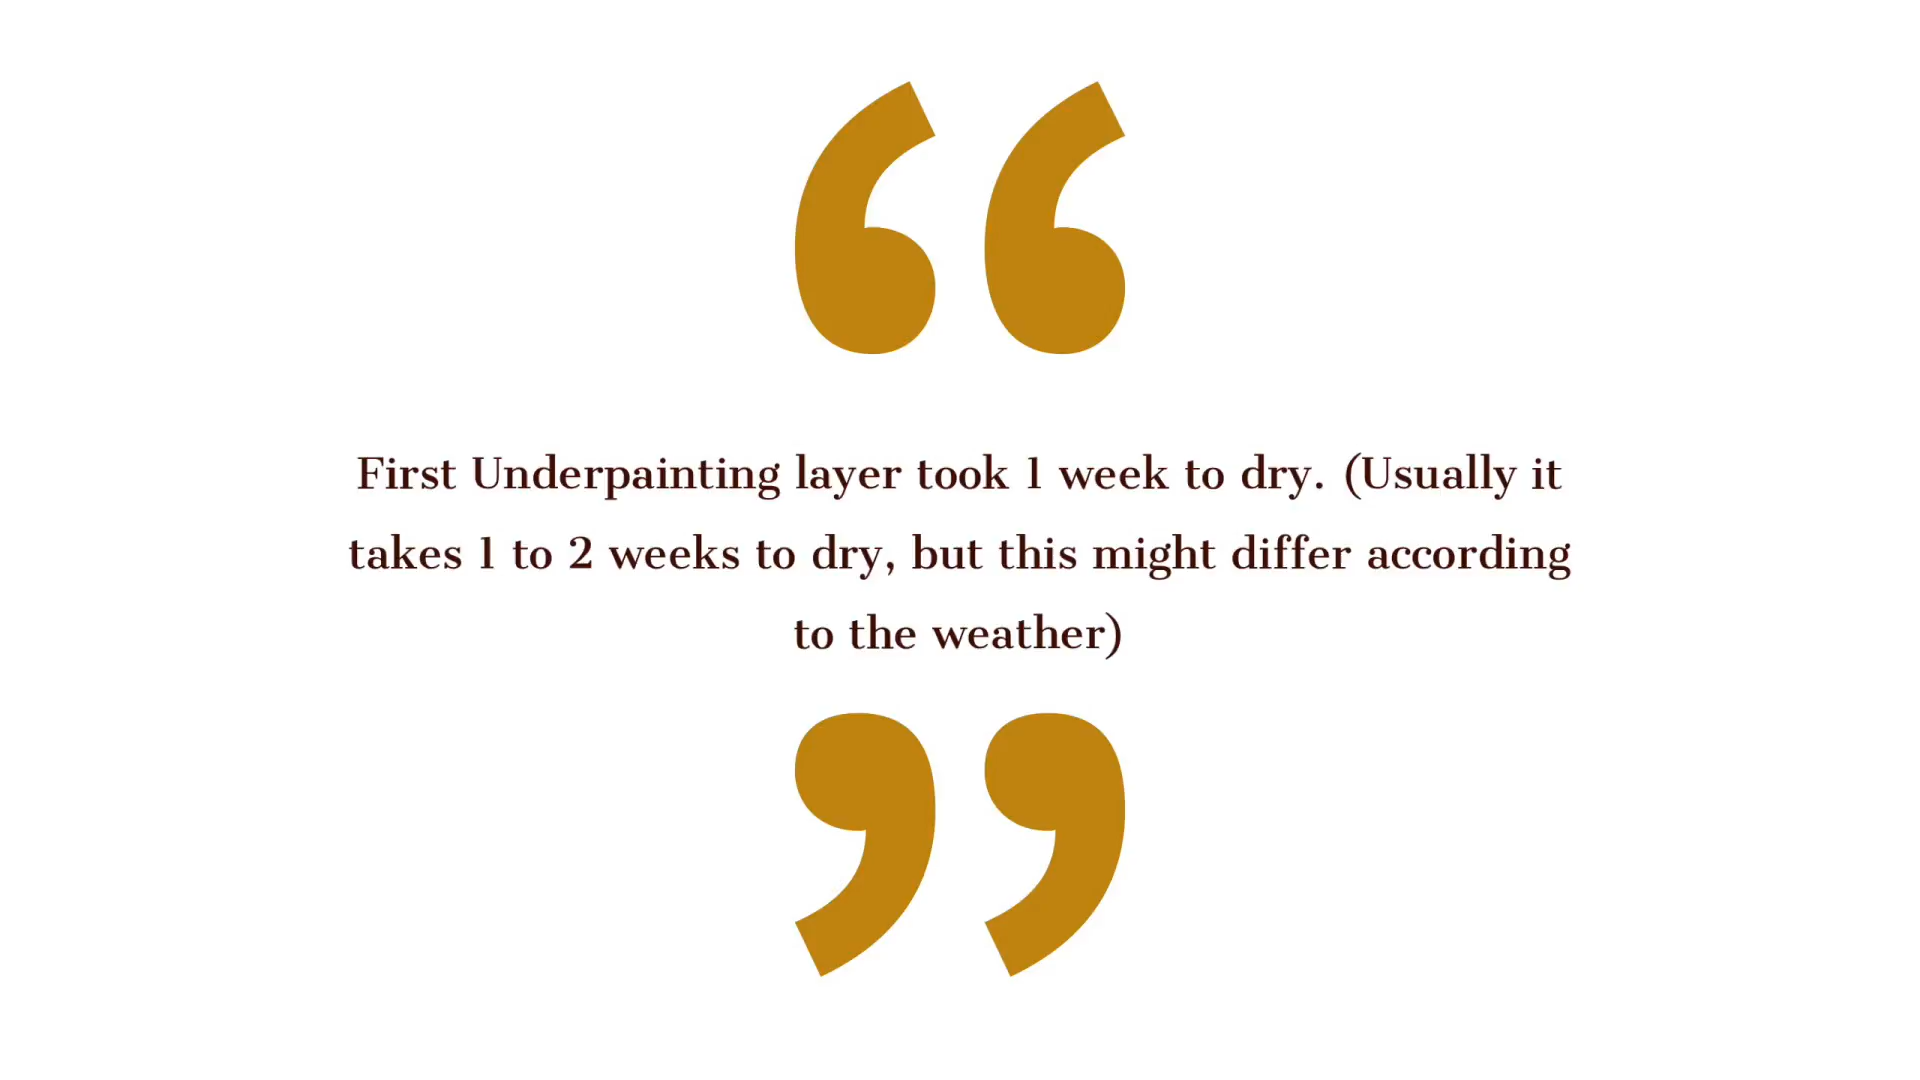 “
First Underpainting layer took 1 week to dry. (Usually it
takes 1 to 2 weeks to dry, but this might differ according
to the weather)
”